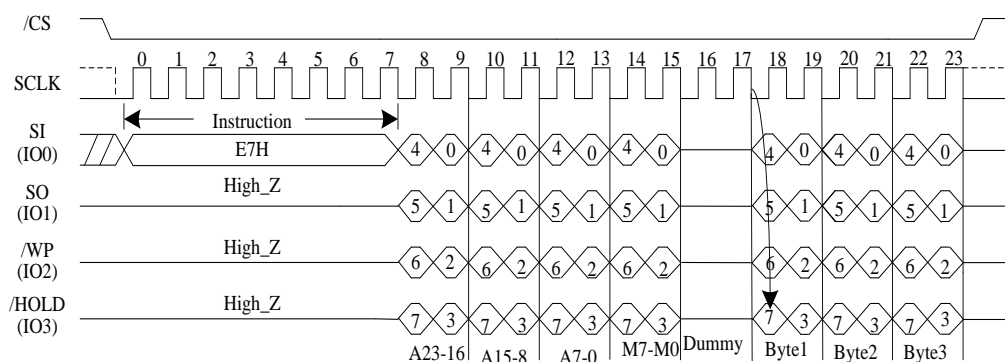 /CS
0 1 2 3 4 5 6 7 8 9 10 11 12 13 14 15 16 17 18 19 20 21 22 23
SCLK
Instruction
SI
(IO0)
E7H
4 0 4 0 4 0 4 0 4 0 4 0 4 0
High_Z
SO
(IO1)
5 1 5 1 5 1 5 1 5 1 5 1 5 1
High_Z
/WP
(IO2)
6 2 6 2 6 2 6 2 6 2 6 2 6 2
High_Z
/HOLD
(IO3)
7 3 7 3 7 3 7 3 7 3 7 3 7 3
A23-16 A15-8 A7-0 M7-M0 Dummy Byte1 Byte2 Byte3